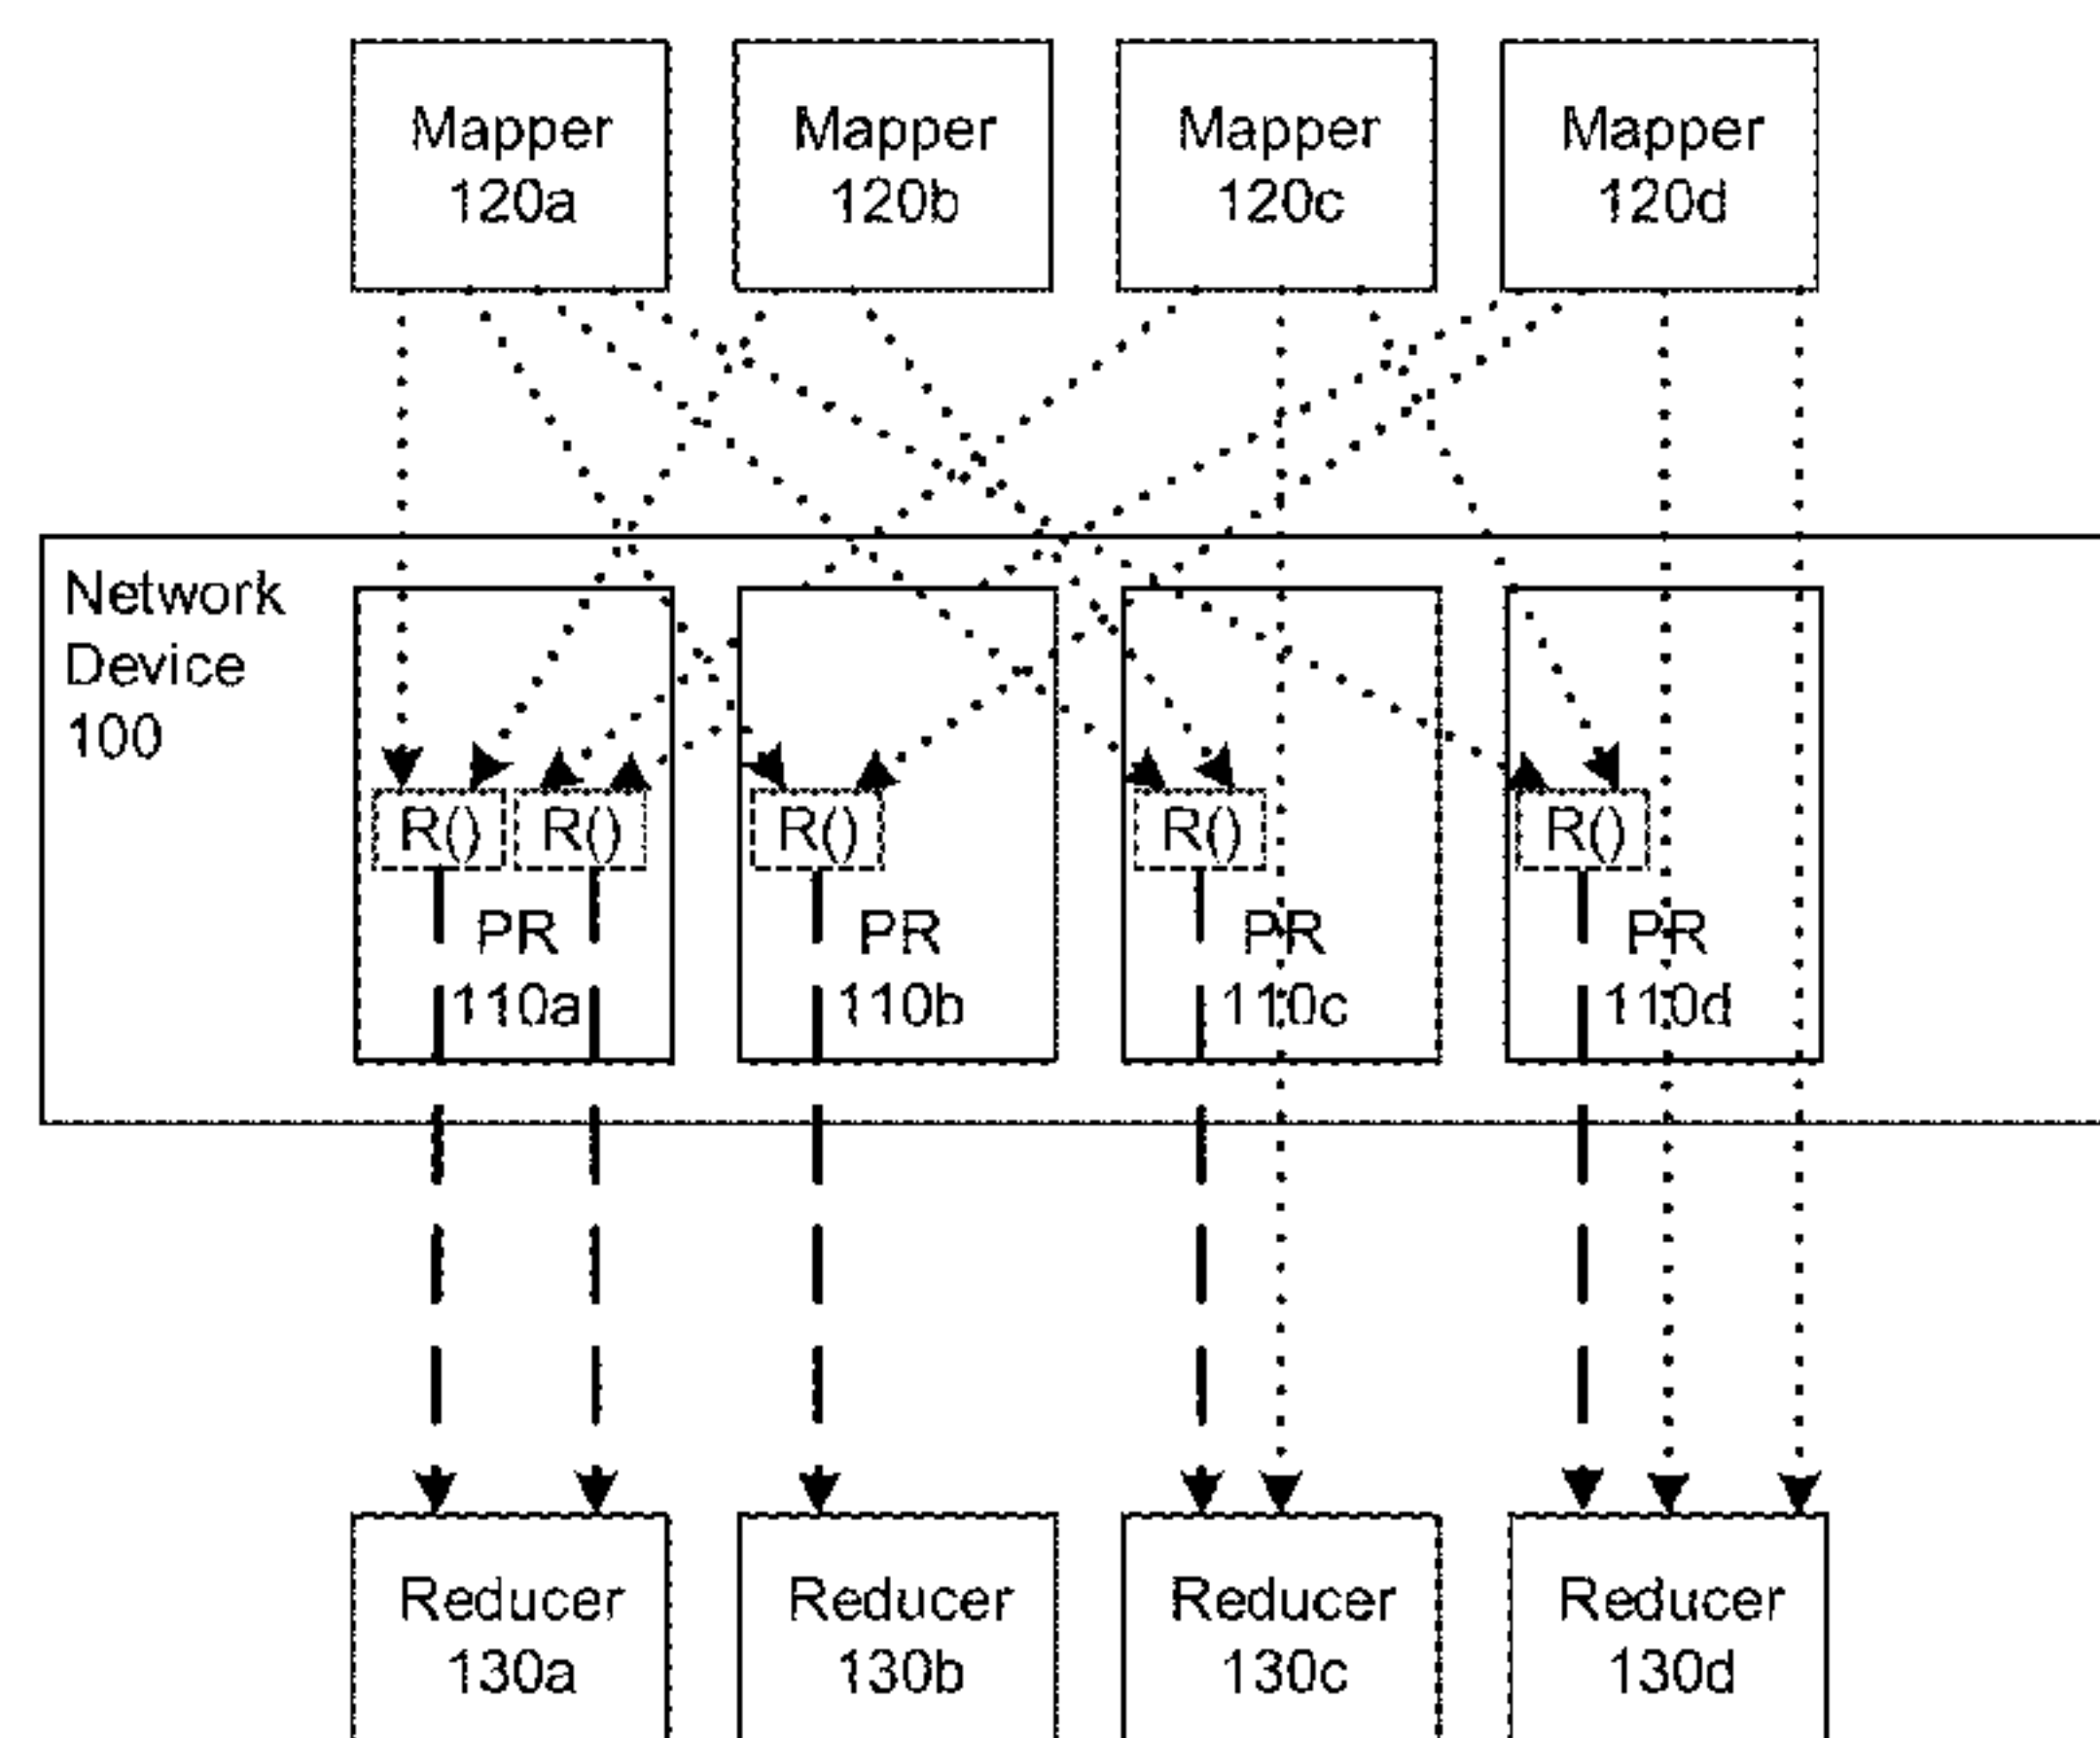 Mapper
120a
Mapper
120b
Mapper
120c
Mapper
120d
Network
Device
100
R()
R()
R()
R()
R()
PR
110a
PR
110b
PR
110c
PR
110d
Reducer
130a
Reducer
130b
Reducer
130c
Reducer
130d